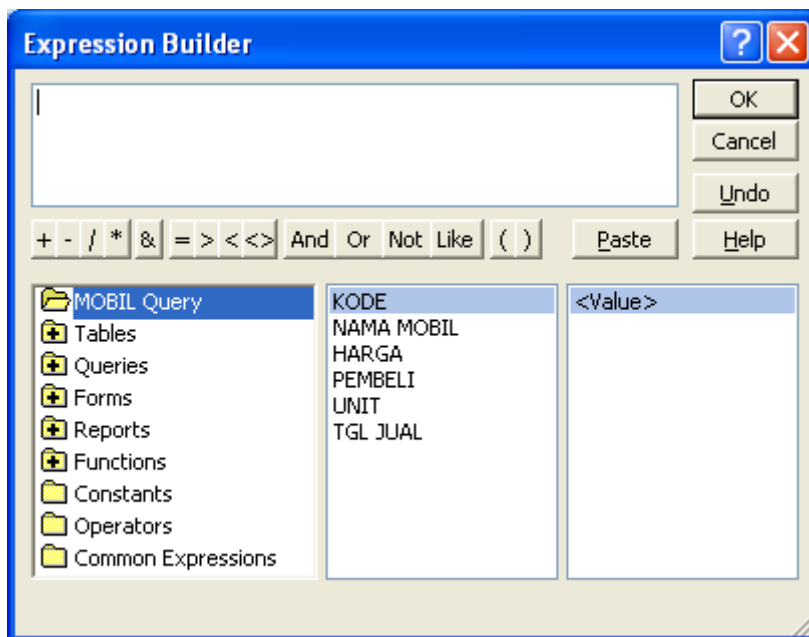 Expression Builder
OK
Cancel
Undo
+ - / * & = > < <> And Or Not Like ( ) Paste Help
MOBIL Query
Tables
Queries
Forms
Reports
Functions
Constants
Operators
Common Expressions
KODE
NAMA MOBIL
HARGA
PEMBELI
UNIT
TGL JUAL
<Value>